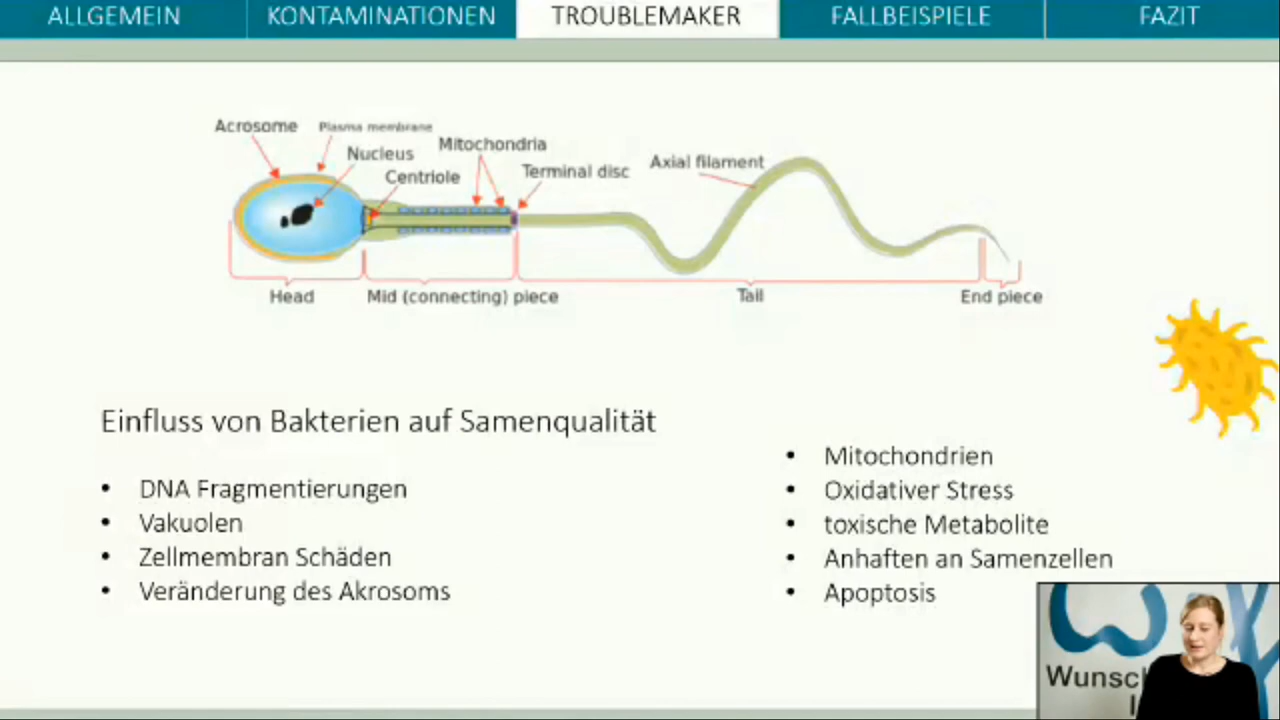 ALLGEMEIN
KONTAMINATIONEN
TROUBLEMAKER
FALLBEISPIELE
FAZIT
Acrosome
Plasma membrane
Nucleus
Centriole
Mitochondria
Terminal disc
Axial filament
Head
Mid (connecting) piece
Tail
End piece
Einfluss von Bakterien auf Samenqualität
• DNA Fragmentierungen
• Vakuolen
• Zellmembran Schäden
• Veränderung des Akrosoms
• Mitochondrien
• Oxidativer Stress
• toxische Metabolite
• Anhaften an Samenzellen
• Apoptosis